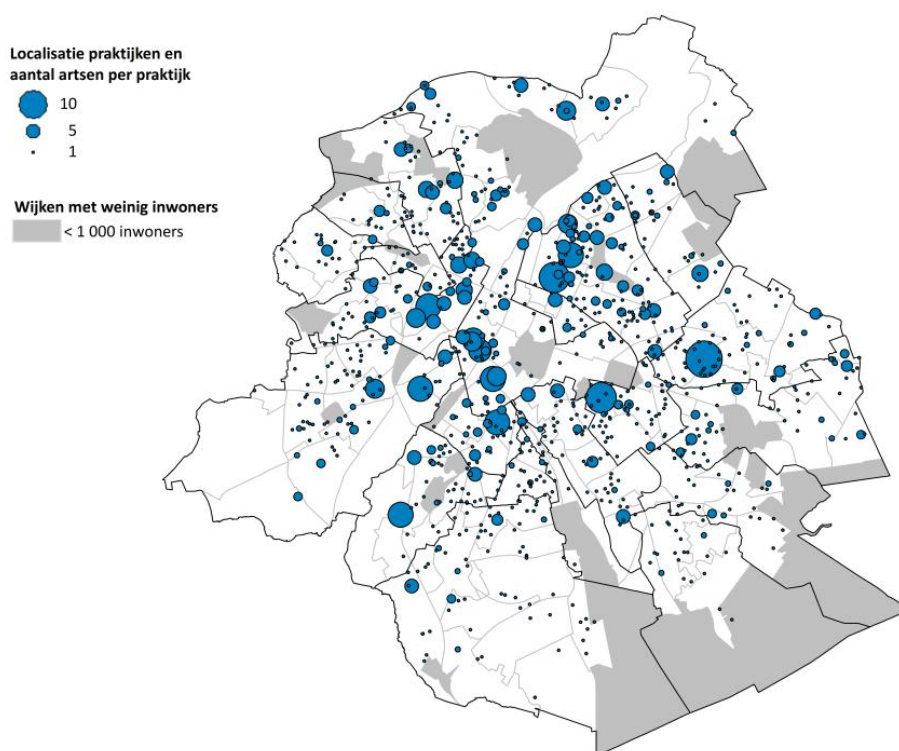 Localisatie praktijken en
aantal artsen per praktijk
10
5
1
Wijken met weinig inwoners
< 1 000 inwoners